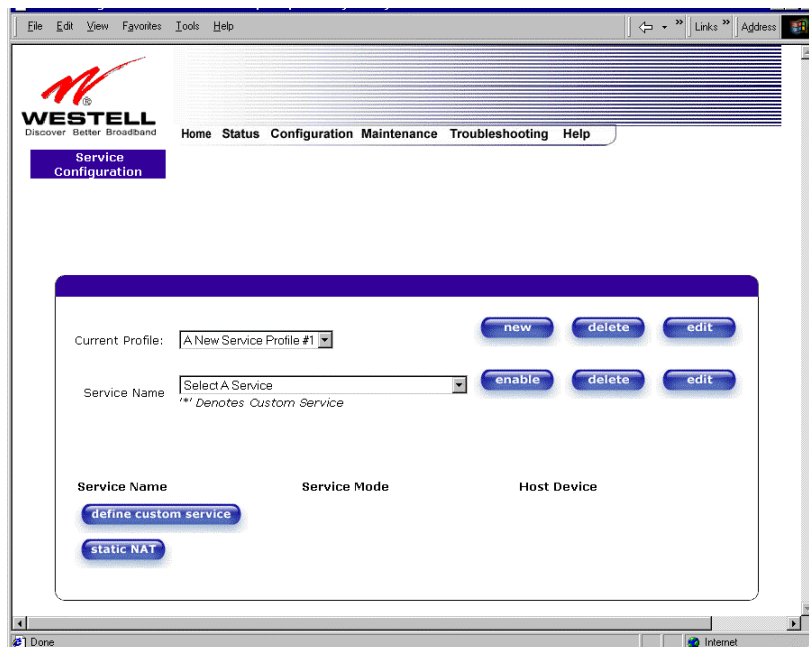 File Edit View Favorites Tools Help
Links
Address
WESTELL
®
Discover Better Broadband
Home Status Configuration Maintenance Troubleshooting Help
Service
Configuration
Current Profile: A New Service Profile #1 new delete edit
Service Name Select A Service enable delete edit
'*' Denotes Custom Service
Service Name Service Mode Host Device
define custom service
static NAT
Done Internet